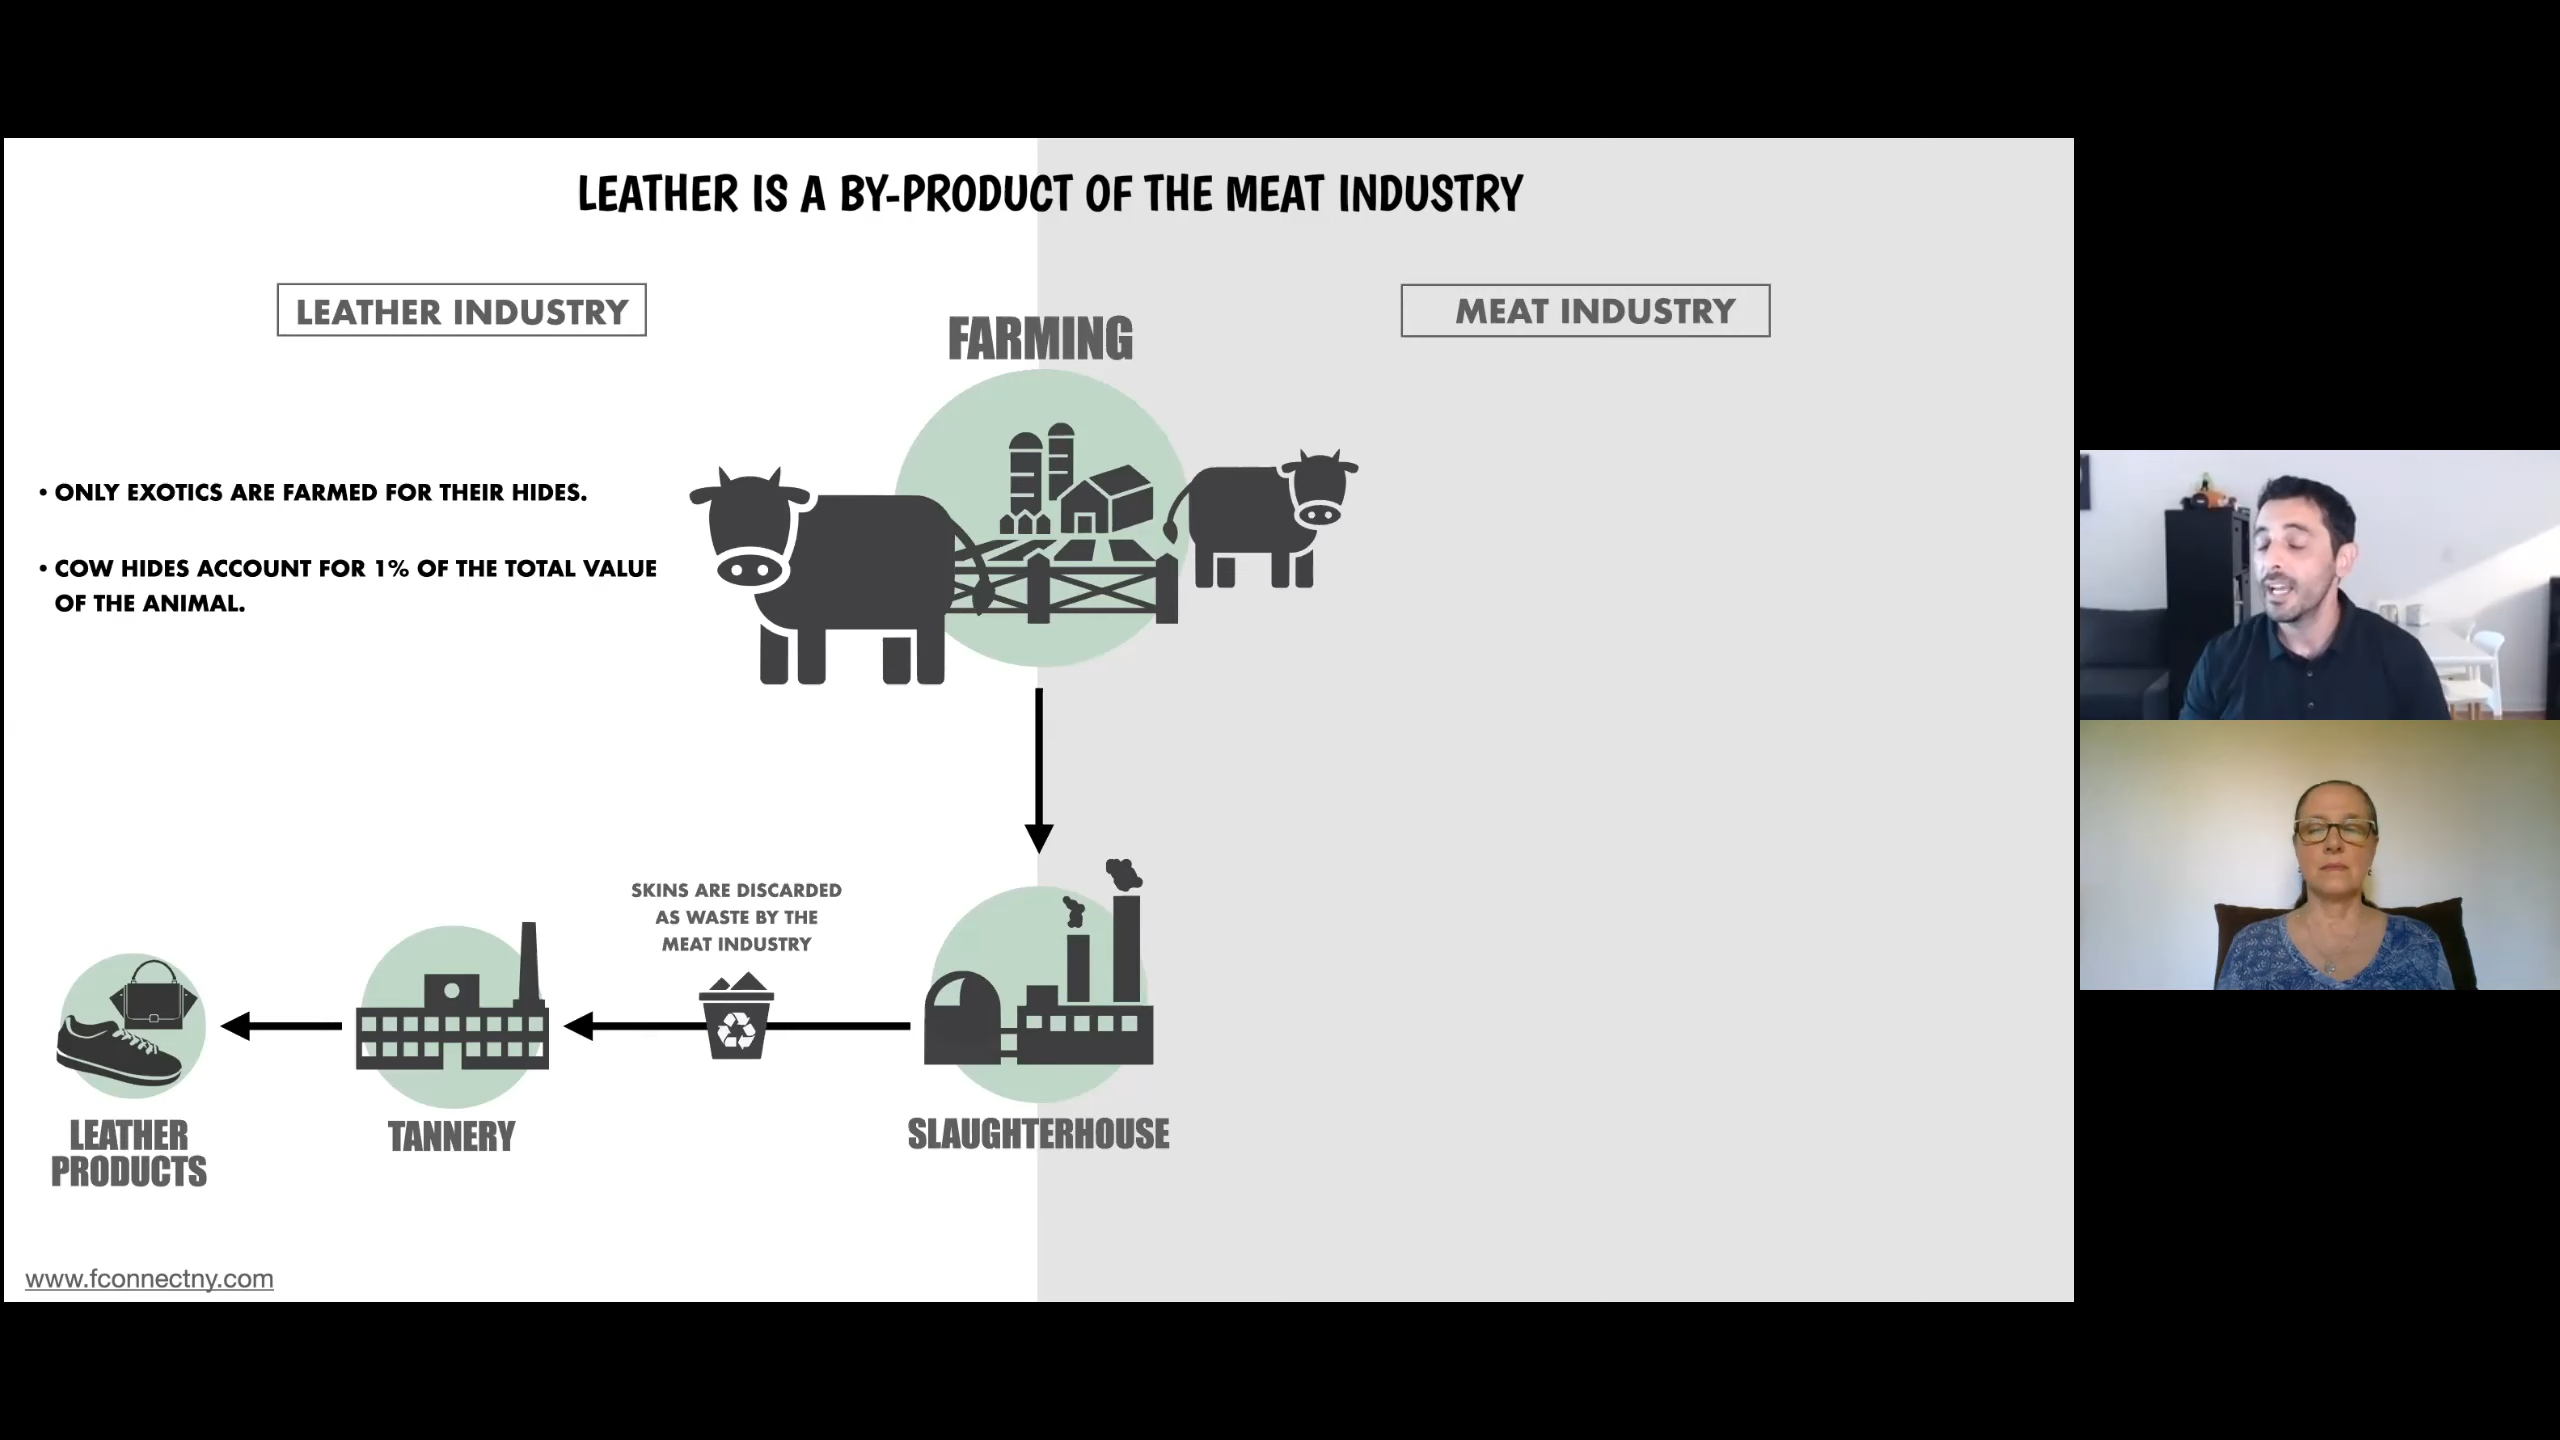 LEATHER IS A BY-PRODUCT OF THE MEAT INDUSTRY
LEATHER INDUSTRY
MEAT INDUSTRY
FARMING
• ONLY EXOTICS ARE FARMED FOR THEIR HIDES.
• COW HIDES ACCOUNT FOR 1% OF THE TOTAL VALUE
OF THE ANIMAL.
SKINS ARE DISCARDED
AS WASTE BY THE
MEAT INDUSTRY
LEATHER
PRODUCTS
TANNERY
SLAUGHTERHOUSE
www.fconnectny.com